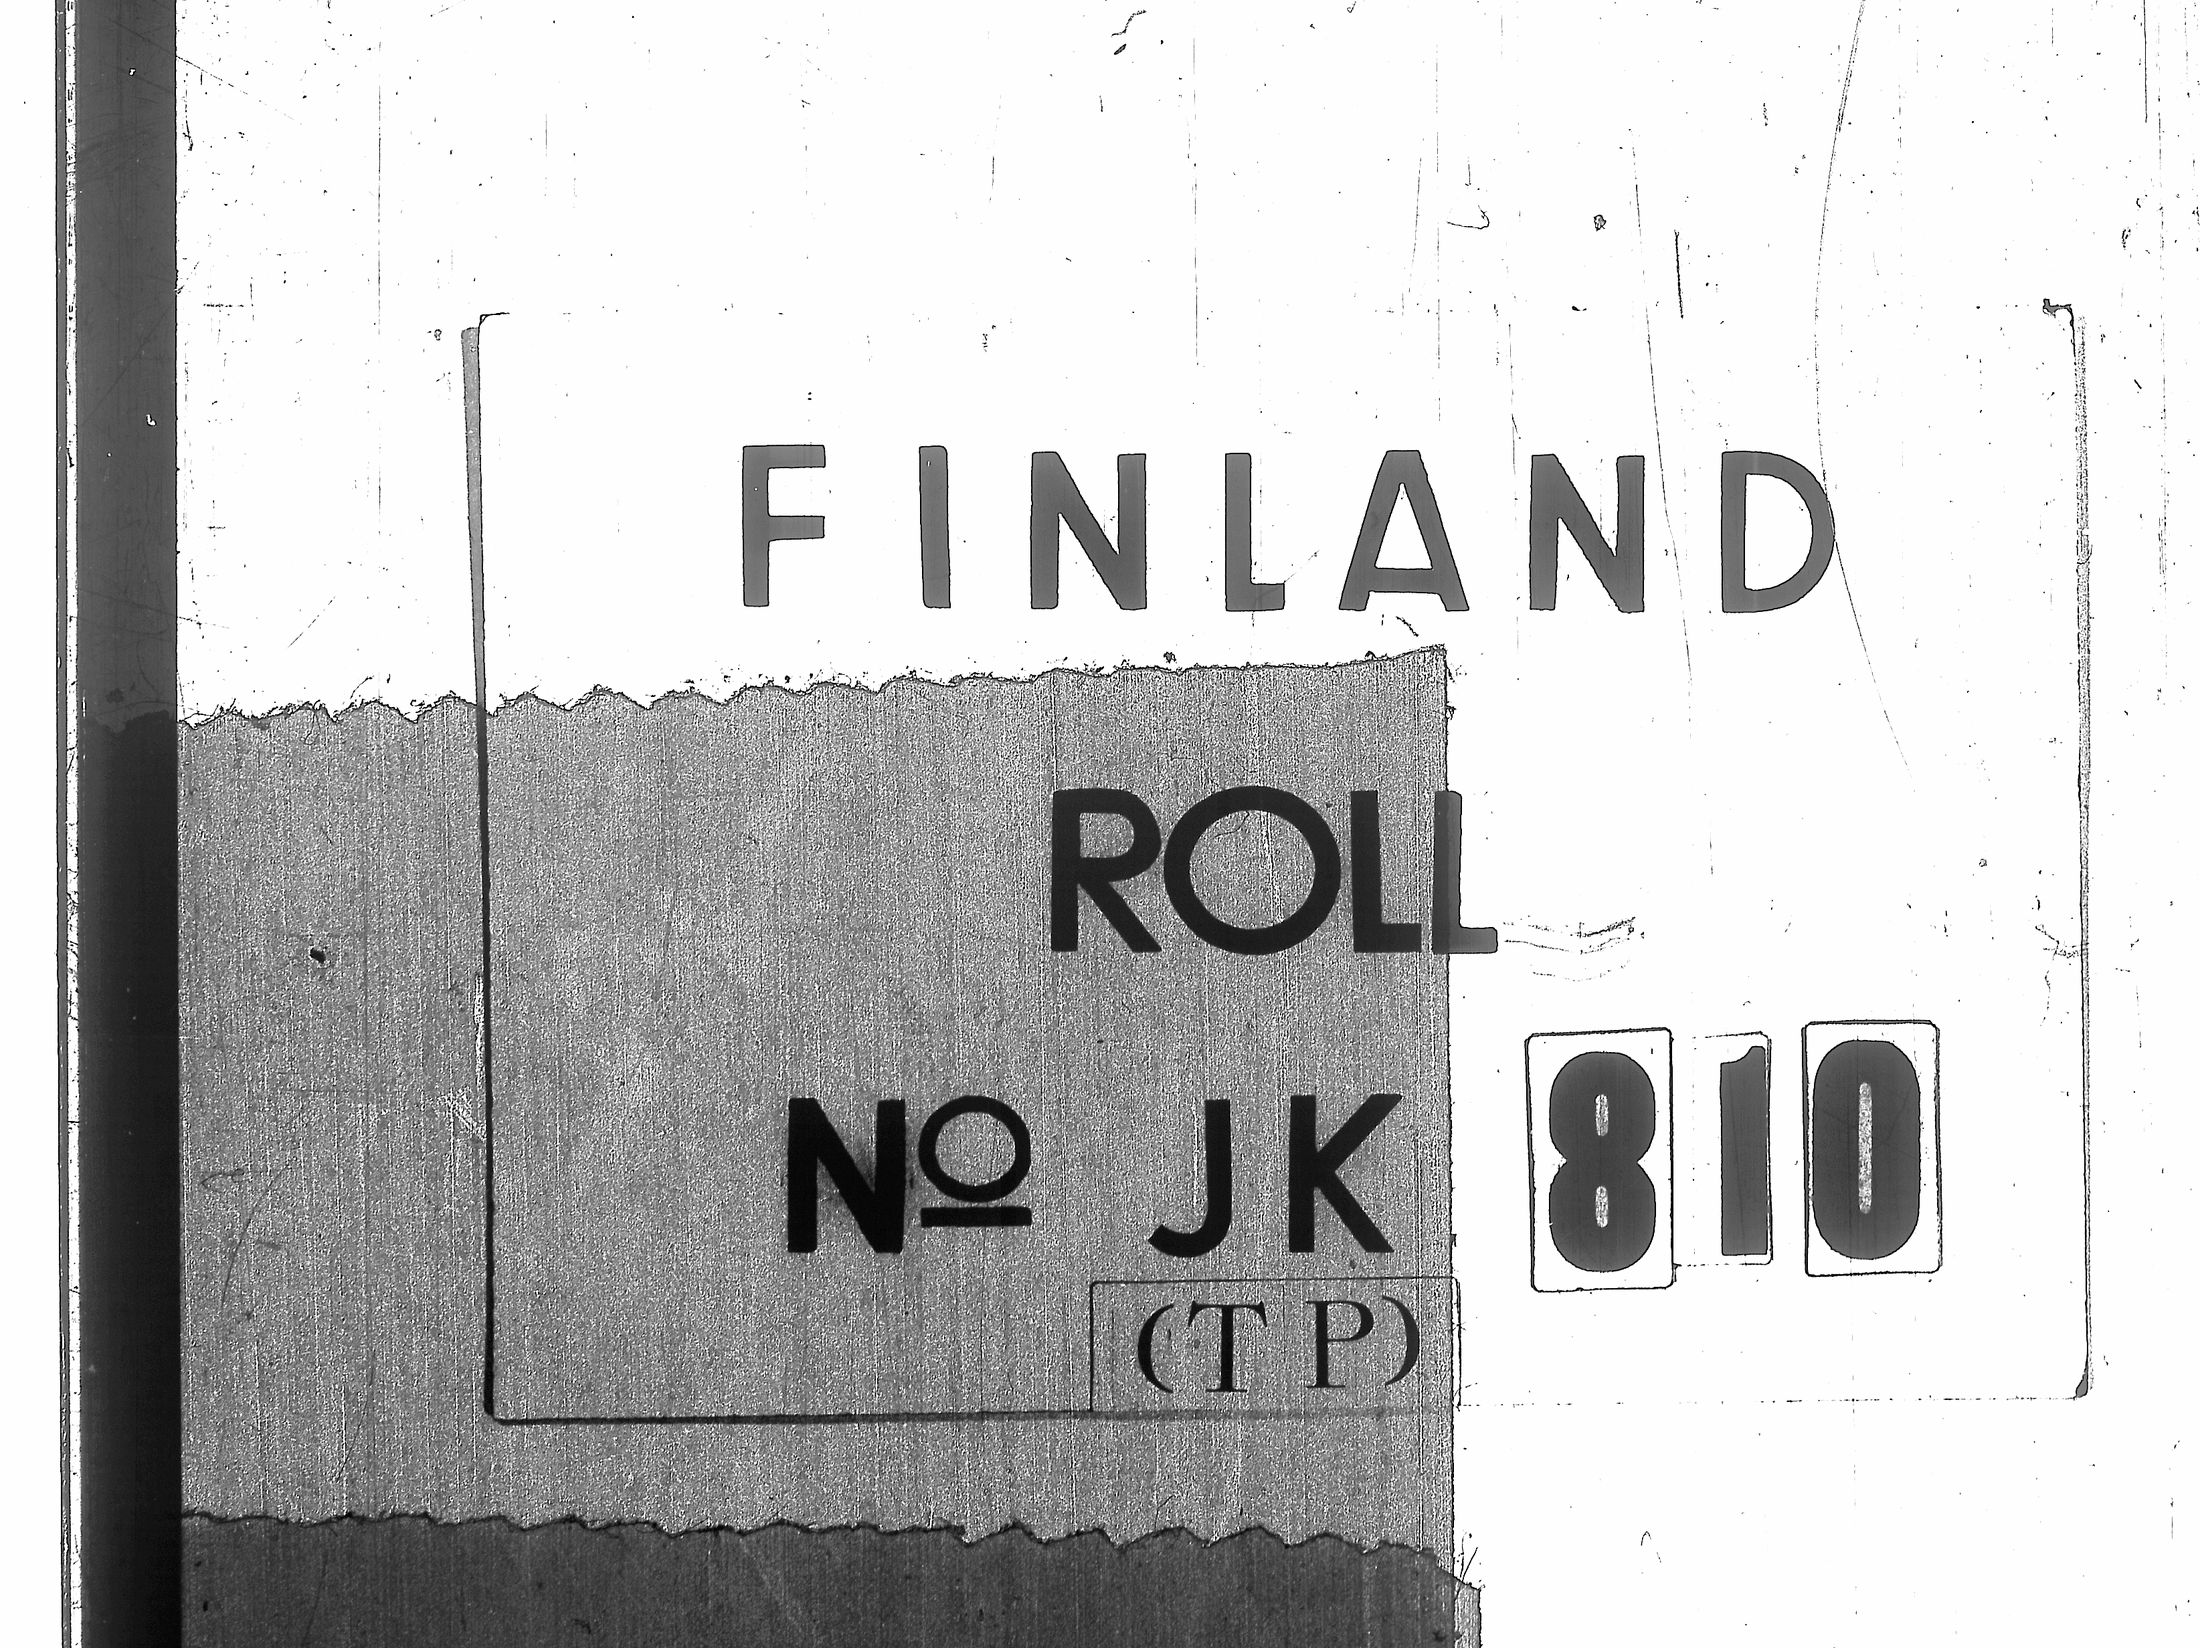 FINLAND
ROLL
Nº JK 810
(TP)